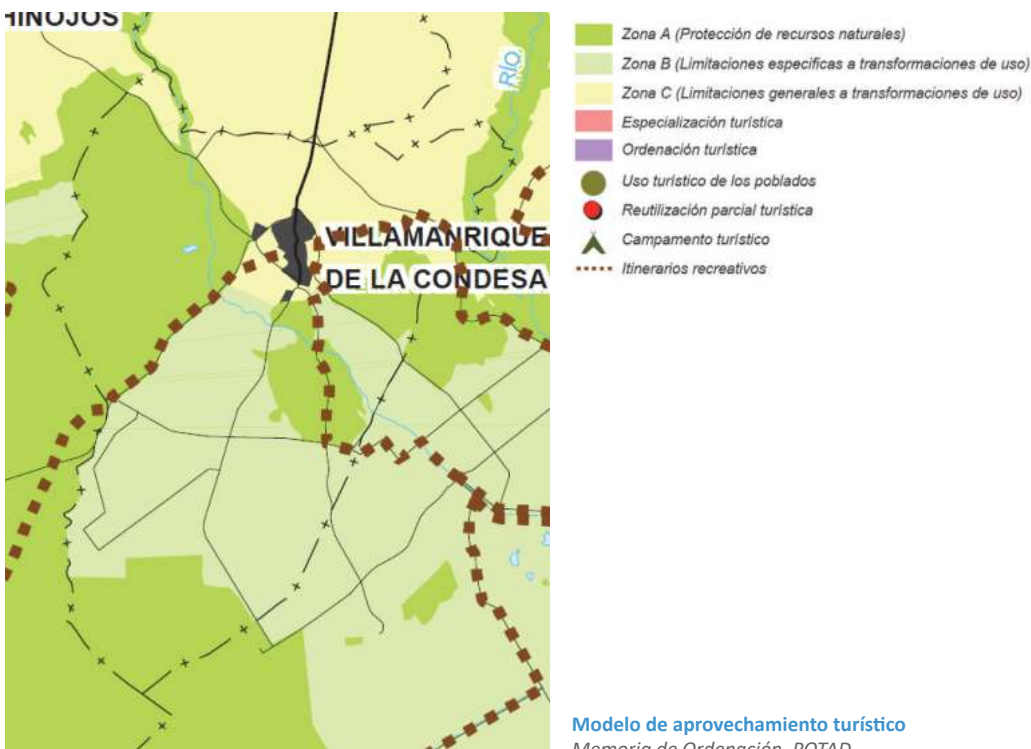 HINOJOS
RÍO
VILLAMANRIQUE
DE LA CONDESA
Zona A (Protección de recursos naturales)
Zona B (Limitaciones especificas a transformaciones de uso)
Zona C (Limitaciones generales a transformaciones de uso)
Especialización turística
Ordenación turística
Uso turístico de los poblados
Reutilización parcial turística
Campamento turístico
Itinerarios recreativos
Modelo de aprovechamiento turístico
Memoria de Ordenación. POTAD